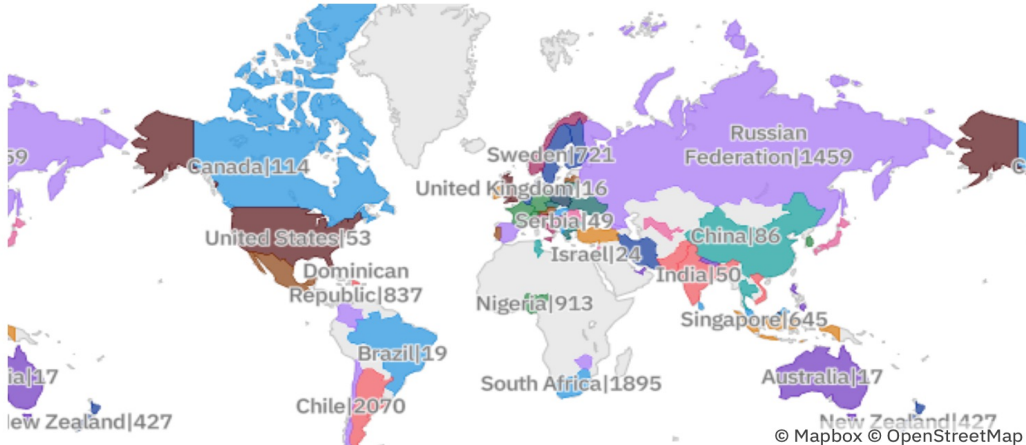 Russian
59
Sweden|721
Federation|1459
Canada|114
C
United Kingdom|16
Serbia|49
United States|53
China|86
Israel|24
Dominican
India|50
Republic|837
Nigeria|913
Singapore|645
Brazil|19
ia|17
South Africa|1895
Australia|17
Chile|2070
ew Zealand|427
New Zealand|427
© Mapbox © OpenStreetMap